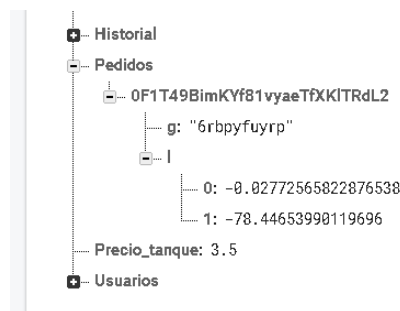 Historial
Pedidos
0F1T49BimKYf81vyaeTfXKlTRdL2
g: "6rbpyfuyrp"
l
0: -0.02772565822876538
1: -78.44653990119696
Precio_tanque: 3.5
Usuarios